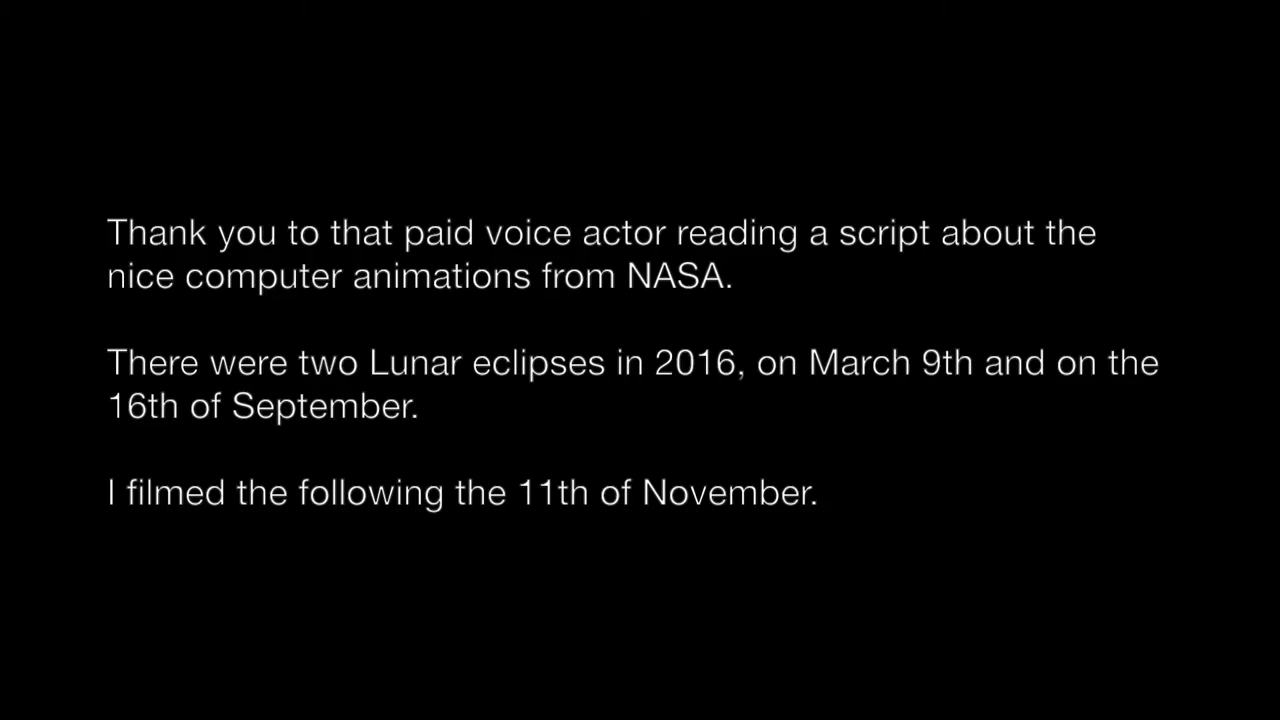 Thank you to that paid voice actor reading a script about the
nice computer animations from NASA.
There were two Lunar eclipses in 2016, on March 9th and on the
16th of September.
I filmed the following the 11th of November.